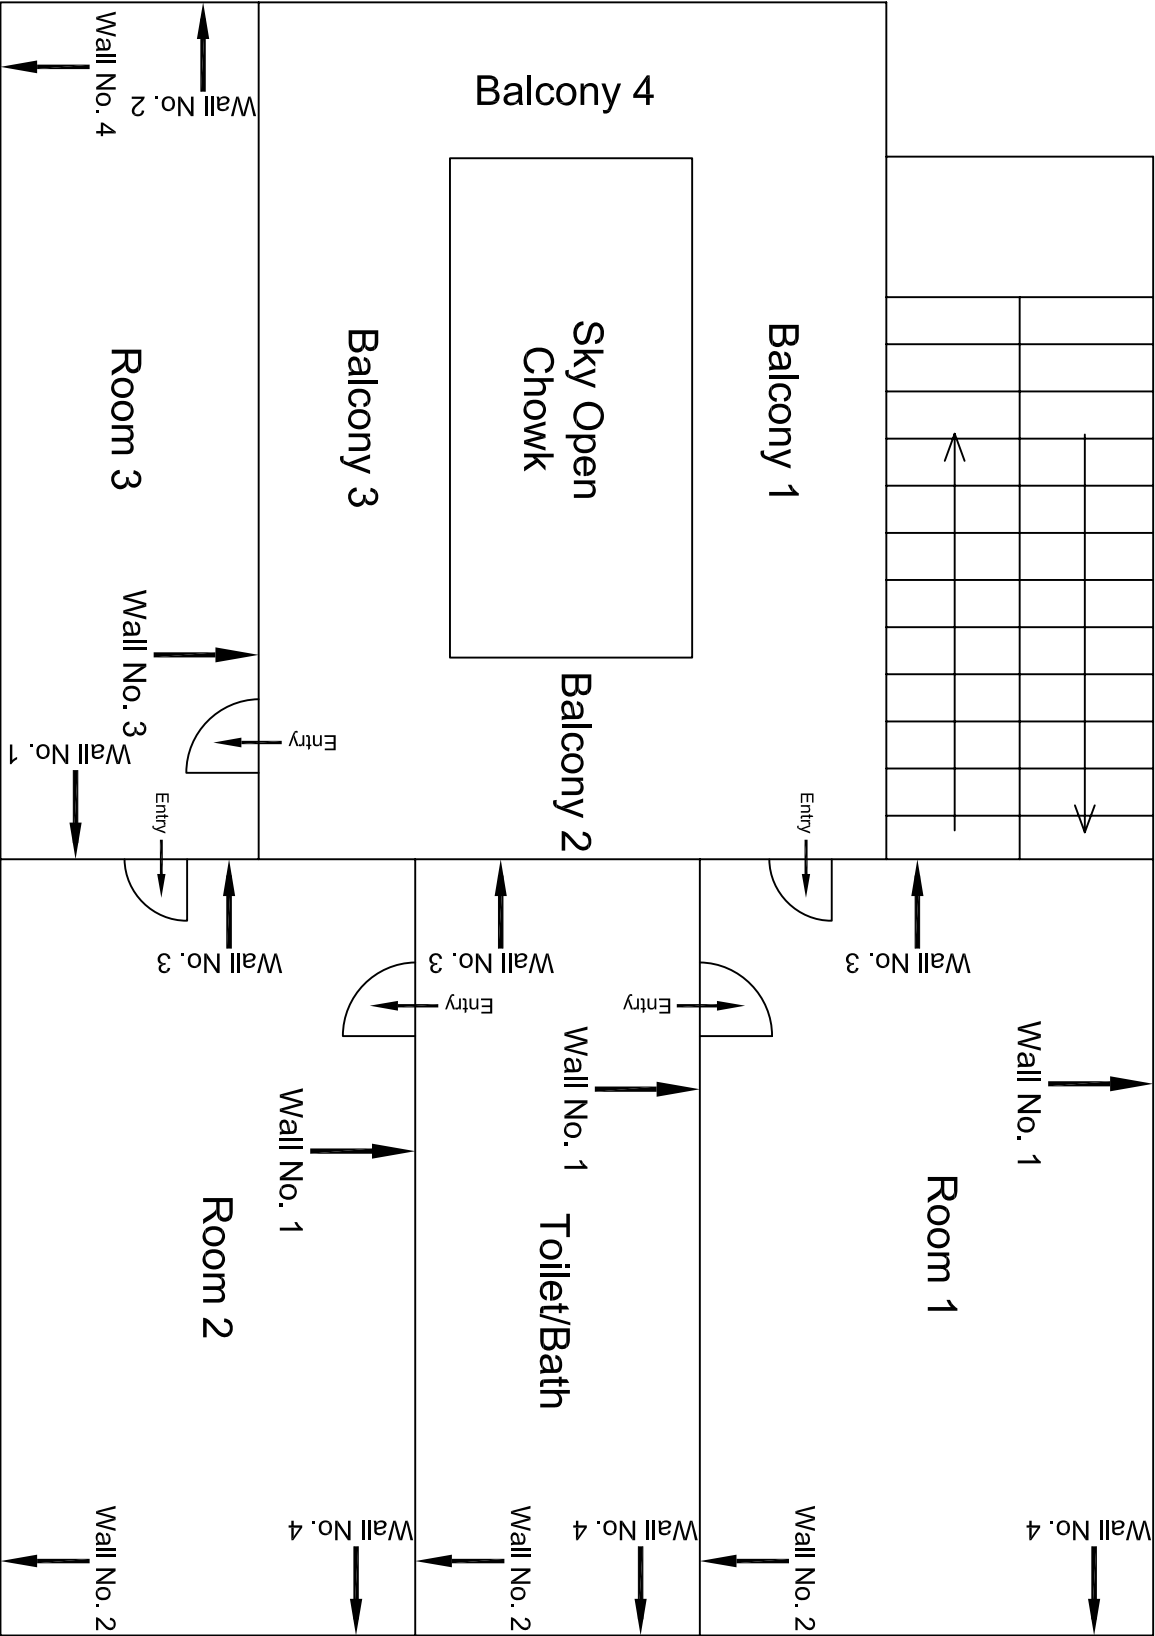 Balcony 4
Wall No. 4
Wall No. 2
Sky Open
Chowk
Balcony 1
Balcony 3
Room 3
Wall No. 3
Wall No. 1
Entry
Balcony 2
Entry
Entry
Wall No. 3
Wall No. 3
Wall No. 3
Entry
Entry
Wall No. 1
Wall No. 1
Wall No. 1
Room 2
Toilet/Bath
Room 1
Wall No. 2
Wall No. 4
Wall No. 2
Wall No. 4
Wall No. 2
Wall No. 4